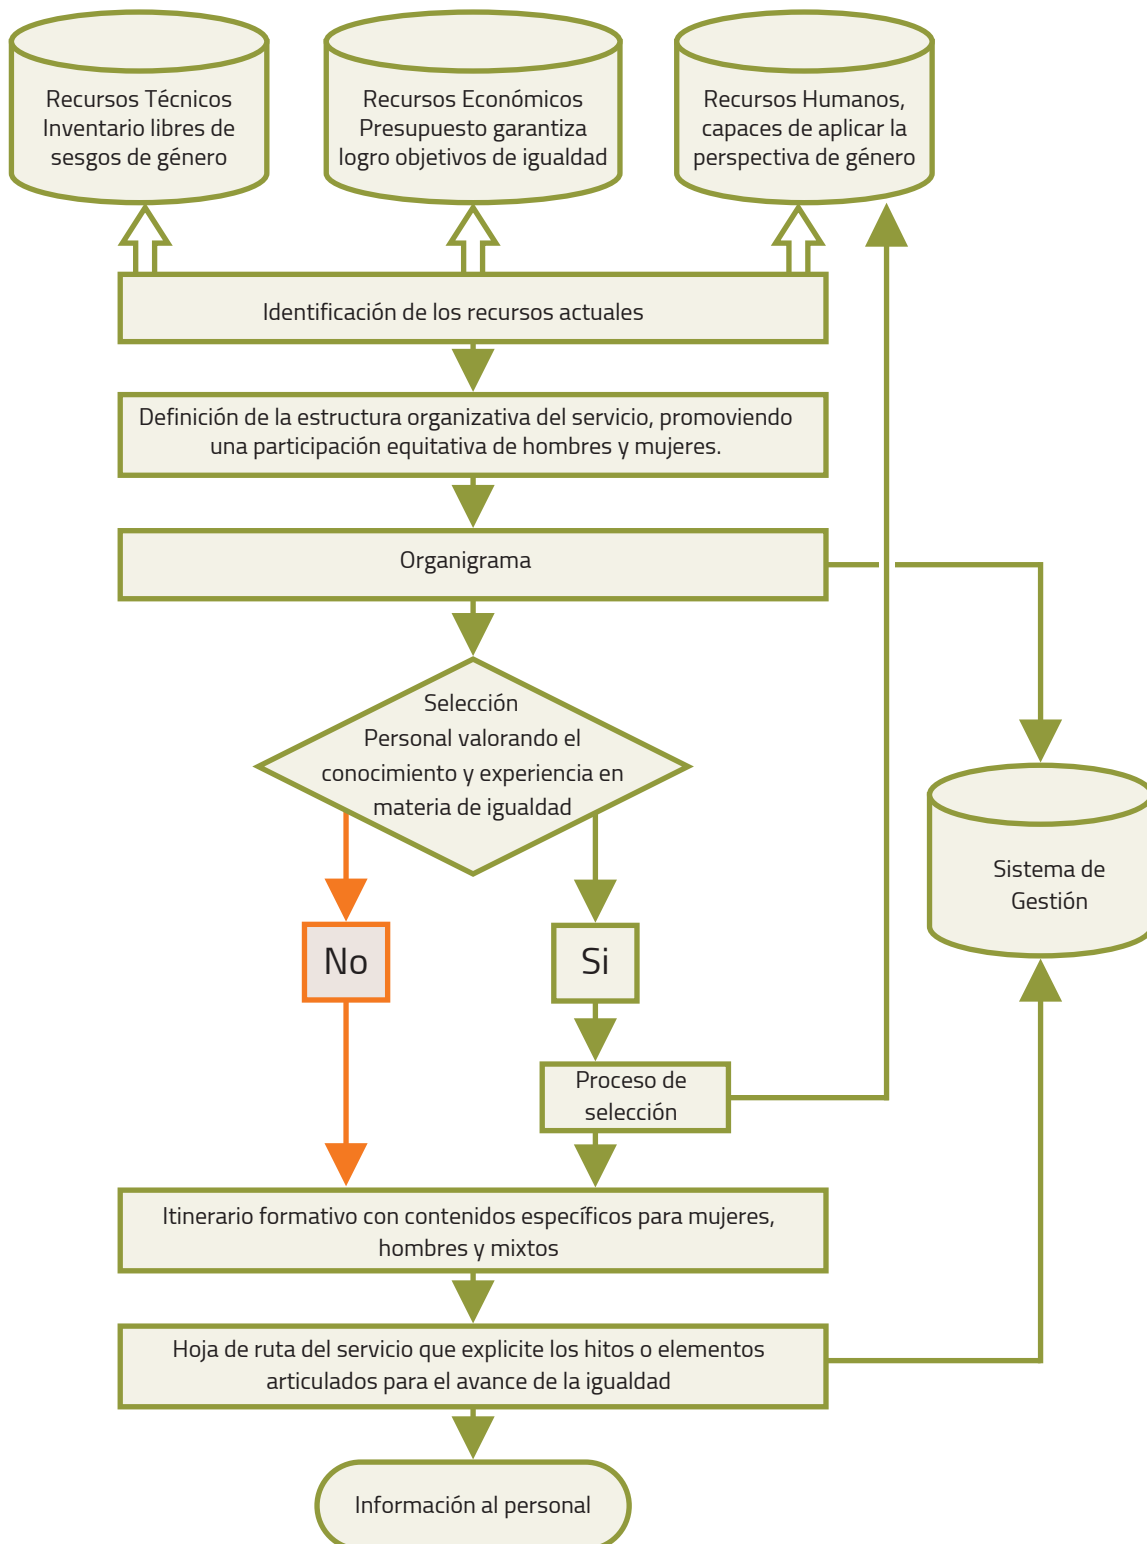 Recursos Técnicos
Inventario libres de
sesgos de género
Recursos Económicos
Presupuesto garantiza
logro objetivos de igualdad
Recursos Humanos,
capaces de aplicar la
perspectiva de género
Identificación de los recursos actuales
Definición de la estructura organizativa del servicio, promoviendo
una participación equitativa de hombres y mujeres.
Organigrama
Selección
Personal valorando el
conocimiento y experiencia en
materia de igualdad
Sistema de
Gestión
No
Si
Proceso de
selección
Itinerario formativo con contenidos específicos para mujeres,
hombres y mixtos
Hoja de ruta del servicio que explicite los hitos o elementos
articulados para el avance de la igualdad
Información al personal